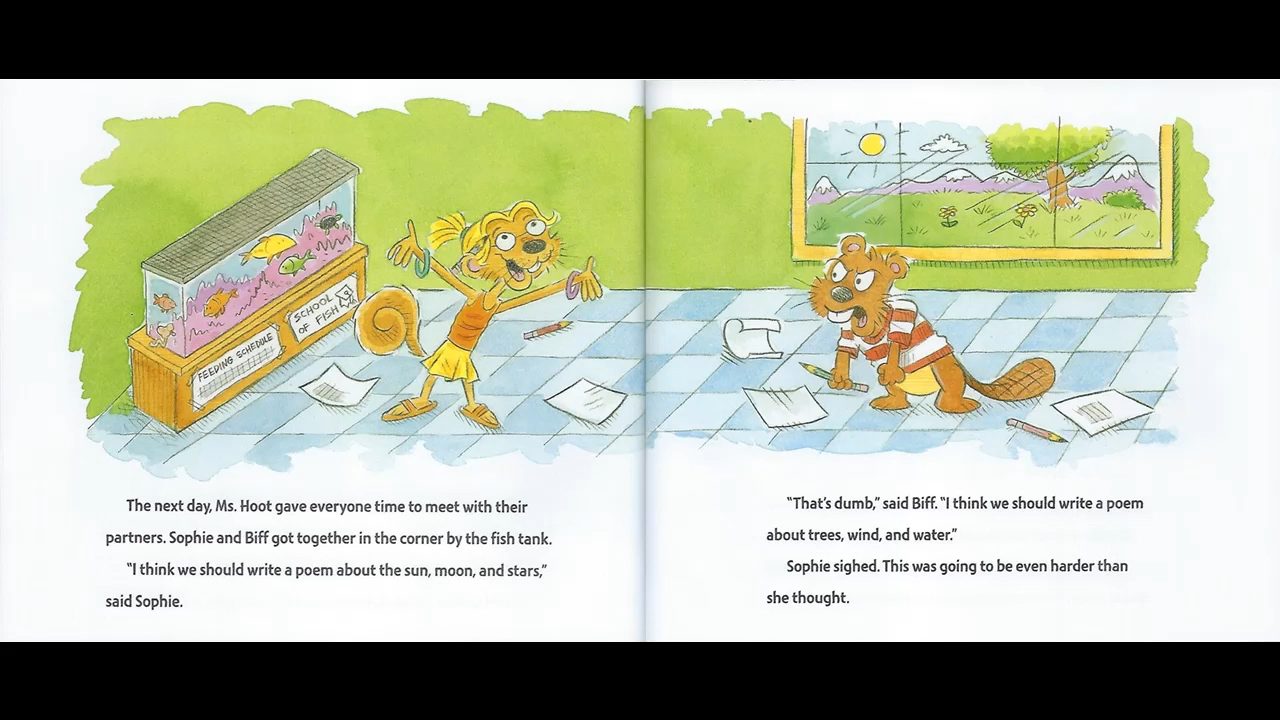 FEEDING SCHEDULE
SCHOOL
OF FISH
The next day, Ms. Hoot gave everyone time to meet with their
partners. Sophie and Biff got together in the corner by the fish tank.
“I think we should write a poem about the sun, moon, and stars,”
said Sophie.
“That’s dumb,” said Biff. “I think we should write a poem
about trees, wind, and water.”
Sophie sighed. This was going to be even harder than
she thought.